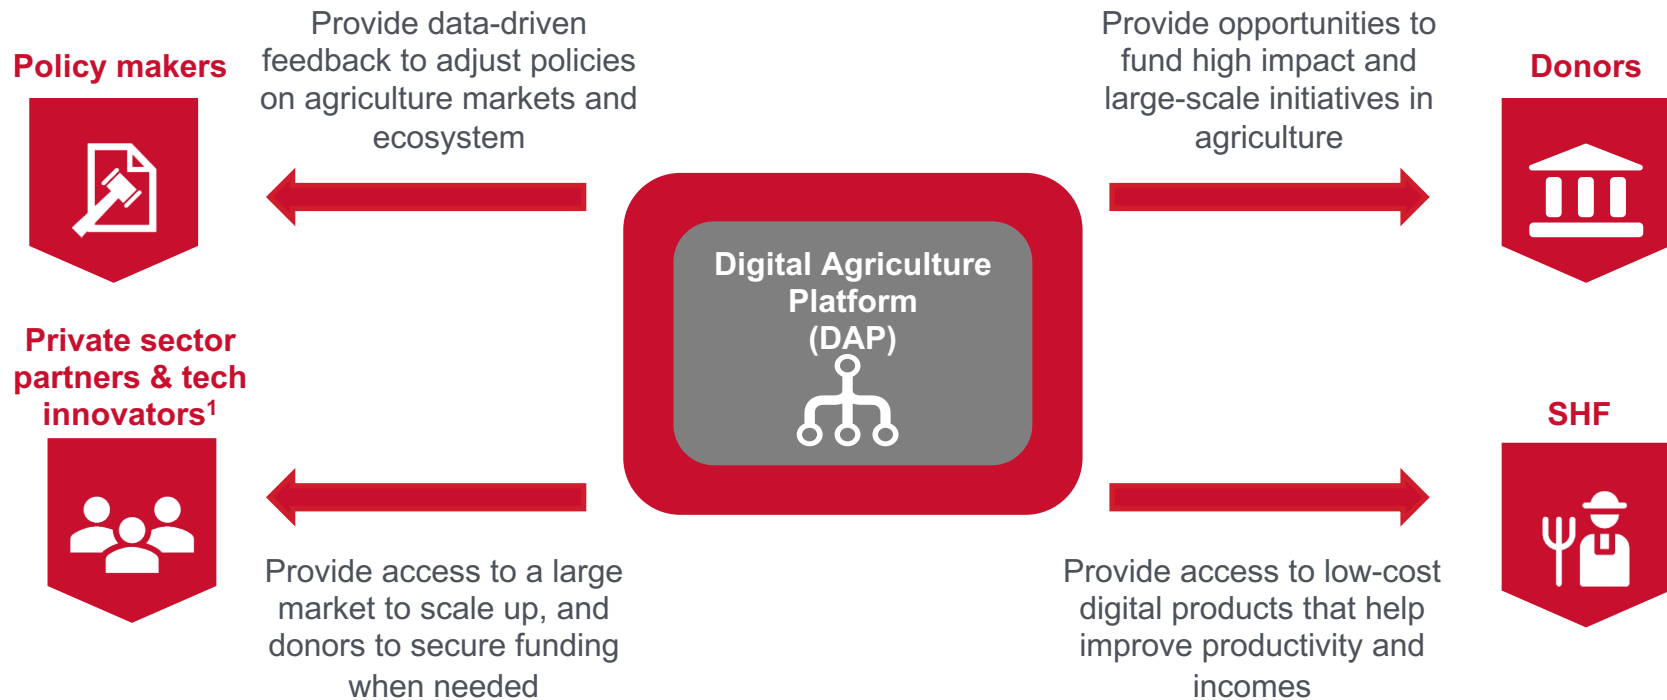 Policy makers
Provide data-driven
feedback to adjust policies
on agriculture markets and
ecosystem
Provide opportunities to
fund high impact and
large-scale initiatives in
agriculture
Donors
Digital Agriculture
Platform
(DAP)
Private sector
partners & tech
innovators¹
Provide access to a large
market to scale up, and
donors to secure funding
when needed
SHF
Provide access to low-cost
digital products that help
improve productivity and
incomes